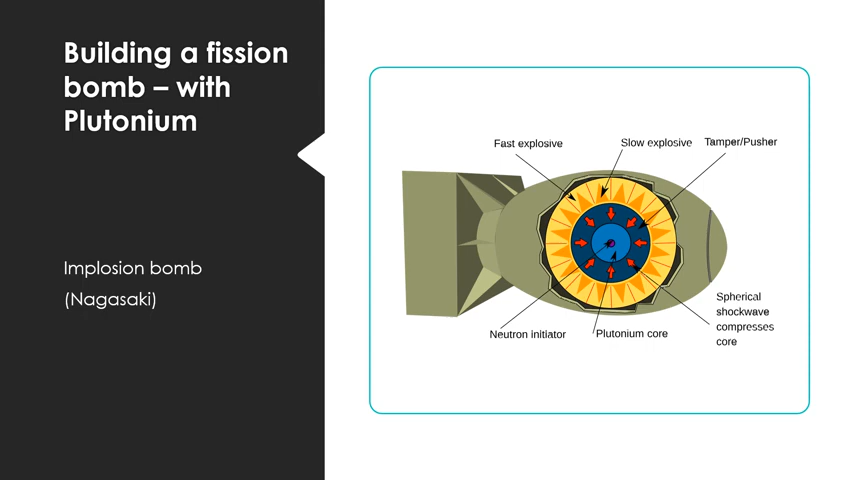 Building a fission
bomb – with
Plutonium
Implosion bomb
(Nagasaki)
Fast explosive
Slow explosive
Tamper/Pusher
Neutron initiator
Plutonium core
Spherical
shockwave
compresses
core